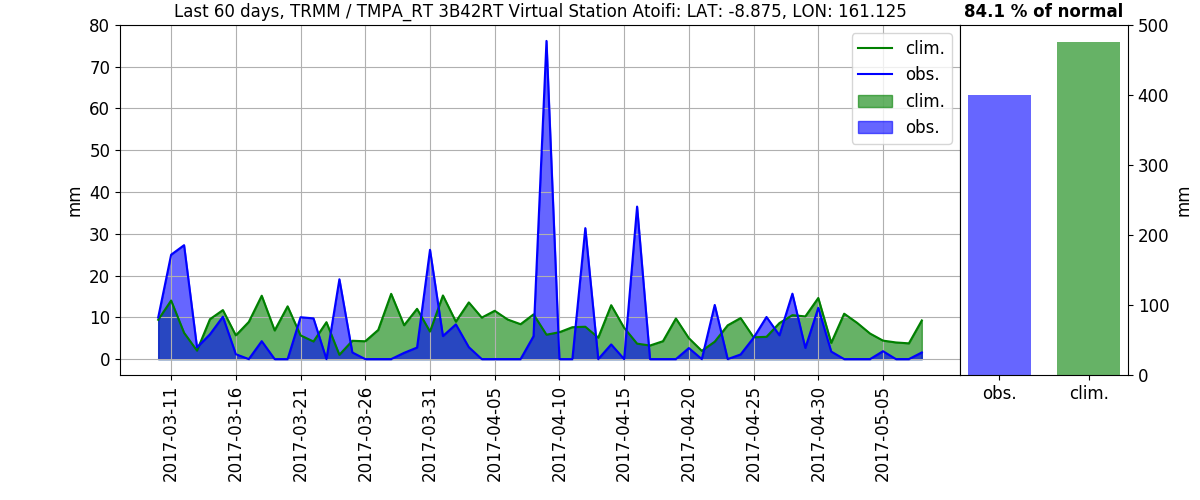 Last 60 days, TRMM / TMPA_RT 3B42RT Virtual Station Atoifi: LAT: -8.875, LON: 161.125
84.1 % of normal
80
70
60
50
40
30
20
10
0
mm
clim.
obs.
clim.
obs.
500
400
300
200
100
0
mm
2017-03-11
2017-03-16
2017-03-21
2017-03-26
2017-03-31
2017-04-05
2017-04-10
2017-04-15
2017-04-20
2017-04-25
2017-04-30
2017-05-05
obs.
clim.